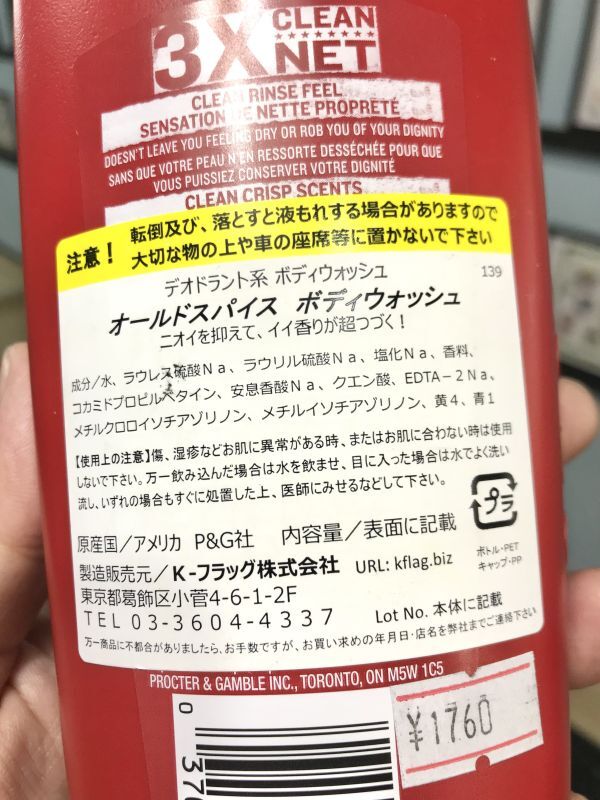 3X CLEAN
NET
CLEAN RINSE FEEL
SENSATION DE NETTE PROPRETÉ
DOESN'T LEAVE YOU FEELING DRY OR ROB YOU OF YOUR DIGNITY
SANS QUE VOTRE PEAU N'EN RESSORTE DESSÉCHÉE POUR QUE
VOUS PUISSIEZ CONSERVER VOTRE DIGNITÉ
CLEAN CRISP SCENTS
注意！ 転倒及び、落とすと液もれする場合がありますので
大切な物の上や車の座席等に置かないで下さい
デオドラント系 ボディウォッシュ 139
オールドスパイス ボディウォッシュ
ニオイを抑えて、イイ香りが超つづく！
成分/水、ラウレス硫酸Na、ラウリル硫酸Na、塩化Na、香料、
コカミドプロピルベタイン、安息香酸Na、クエン酸、EDTA－2Na、
メチルクロロイソチアゾリノン、メチルイソチアゾリノン、黄4、青1
【使用上の注意】傷、湿疹などお肌に異常がある時、またはお肌に合わない時は使用
しないで下さい。万一飲み込んだ場合は水を飲ませ、目に入った場合は水でよく洗い
流し、いずれの場合もすぐに処置した上、医師にみせるなどして下さい。
プラ
ボトル・PET
キャップ・PP
原産国/アメリカ P&G社 内容量/表面に記載
製造販売元/K-フラッグ株式会社 URL: kflag.biz
東京都葛飾区小菅4-6-1-2F
TEL 03-3604-4337 Lot No. 本体に記載
万一商品に不都合がありましたら、お手数ですが、お買い求めの年月日・店名を弊社までご連絡下さい
PROCTER & GAMBLE INC., TORONTO, ON M5W 1C5
¥1760
0 37